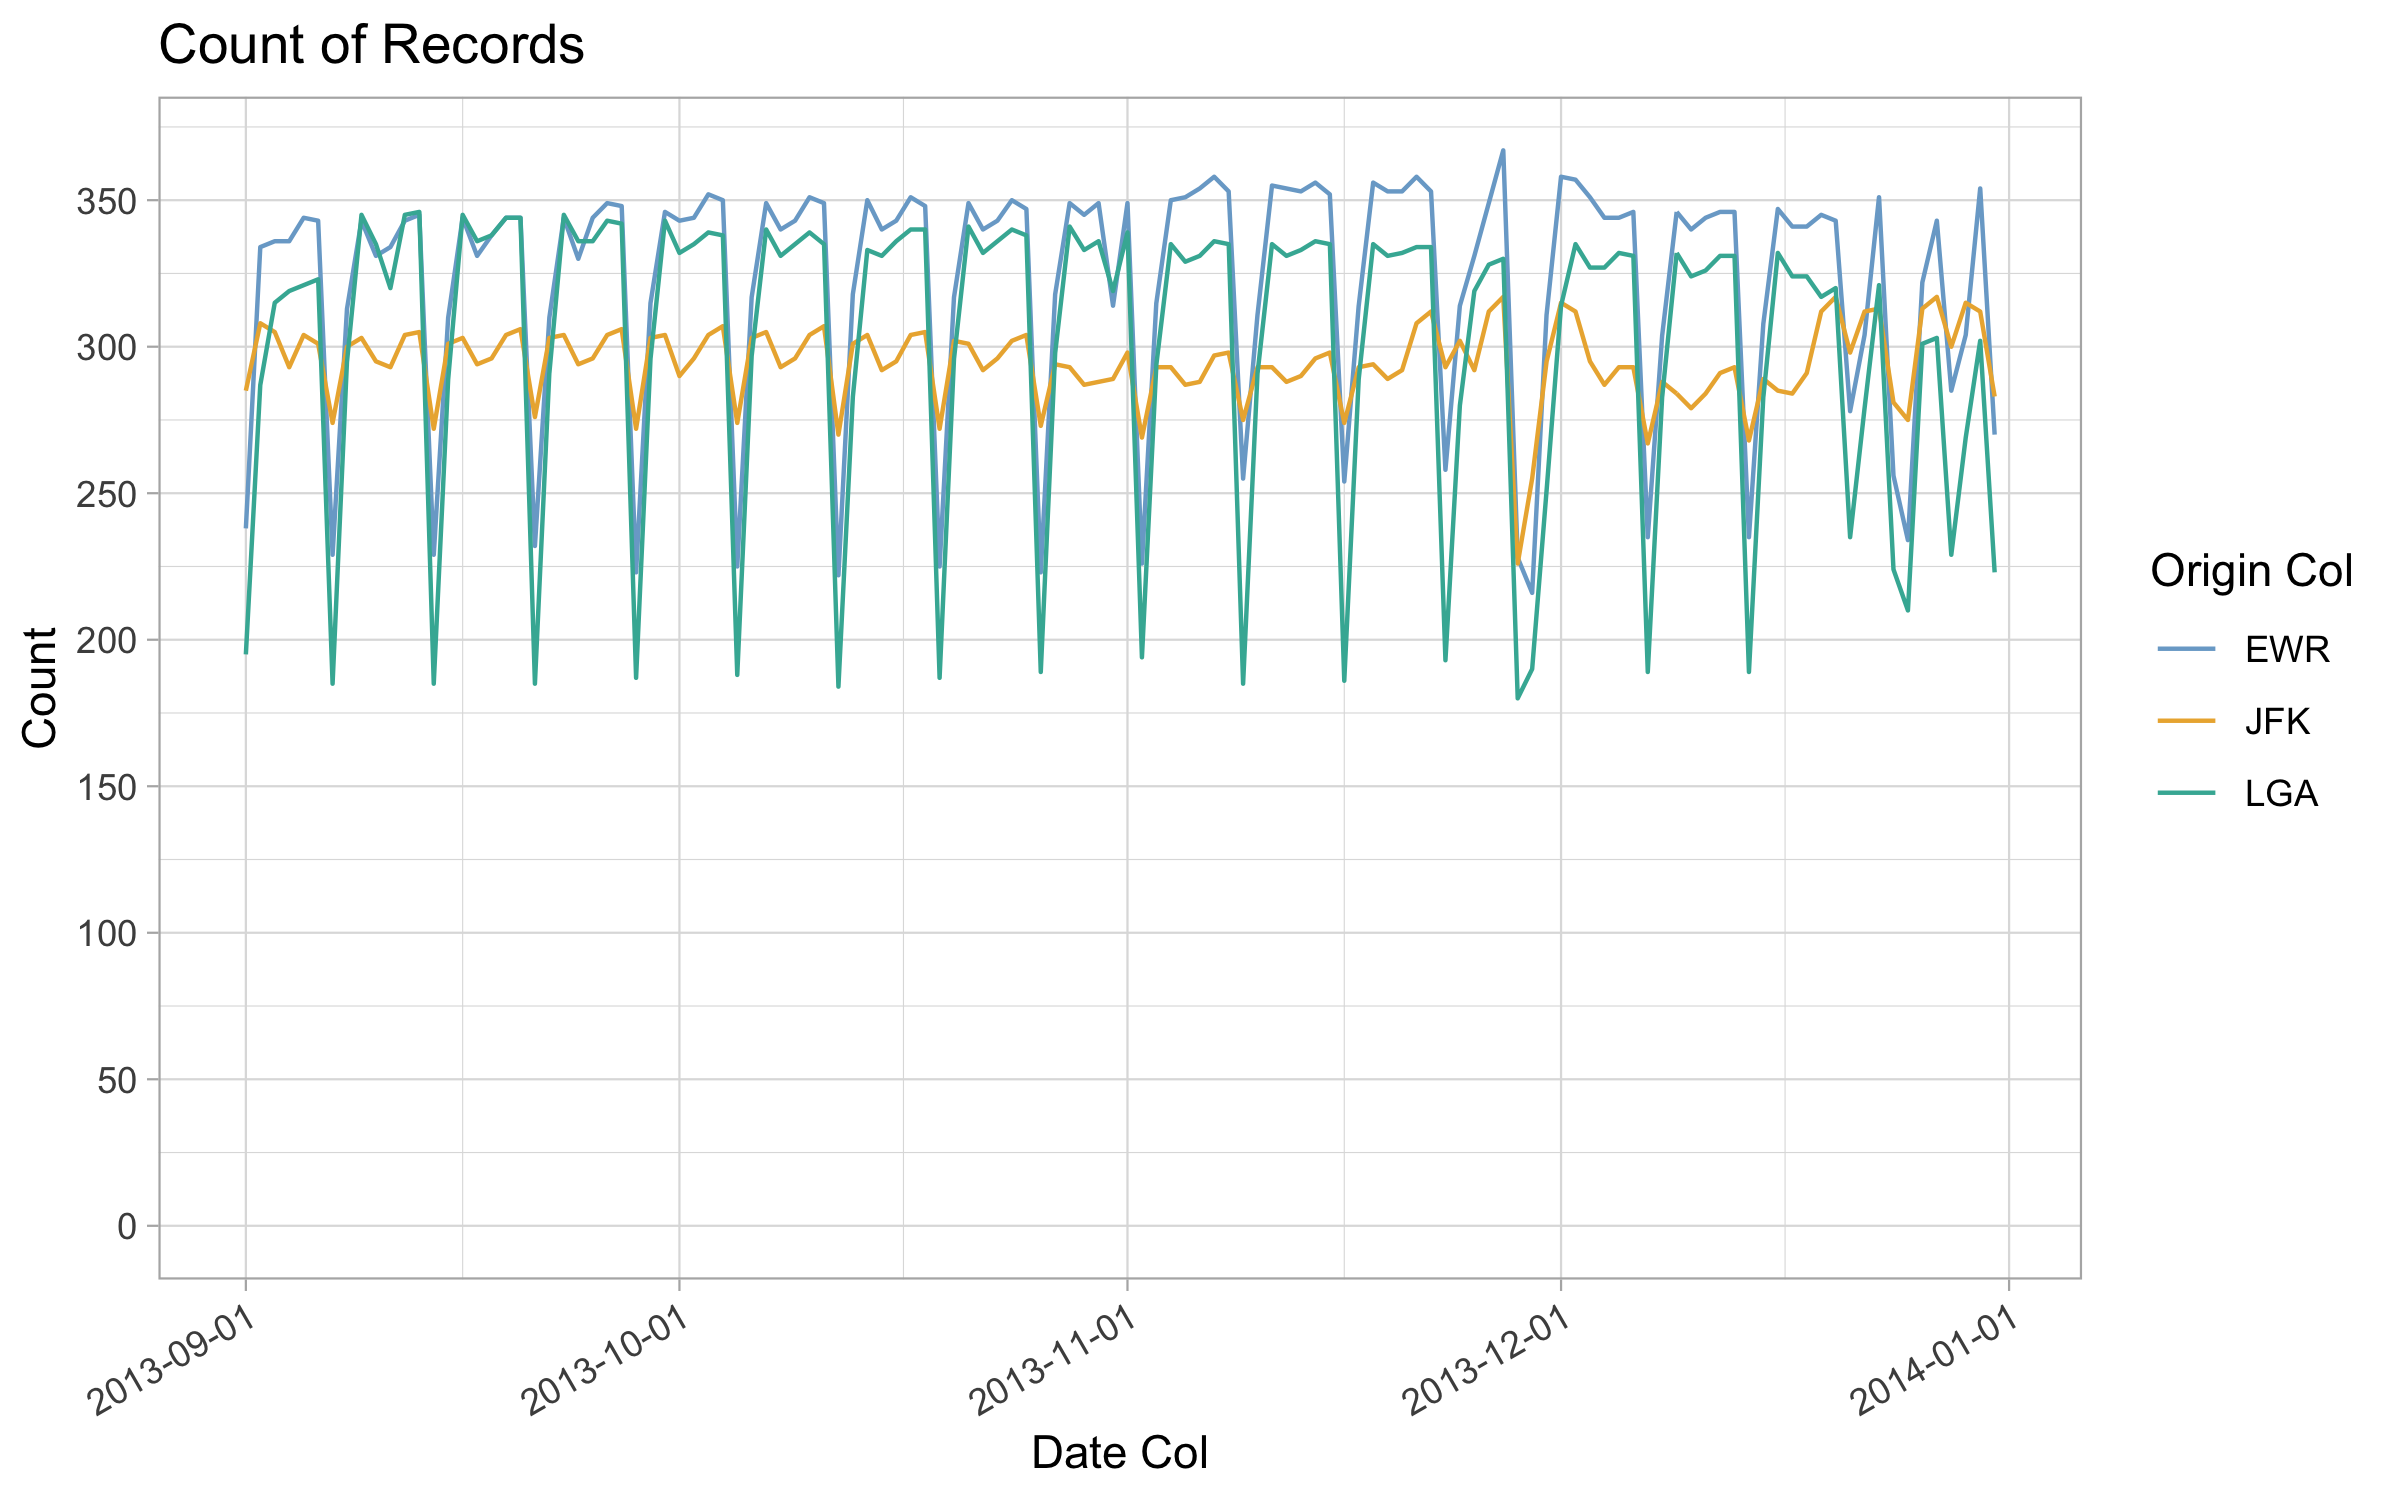 Count of Records
350
300
250
200
150
100
50
0
Count
2013-09-01
2013-10-01
2013-11-01
2013-12-01
2014-01-01
Date Col
Origin Col
EWR
JFK
LGA